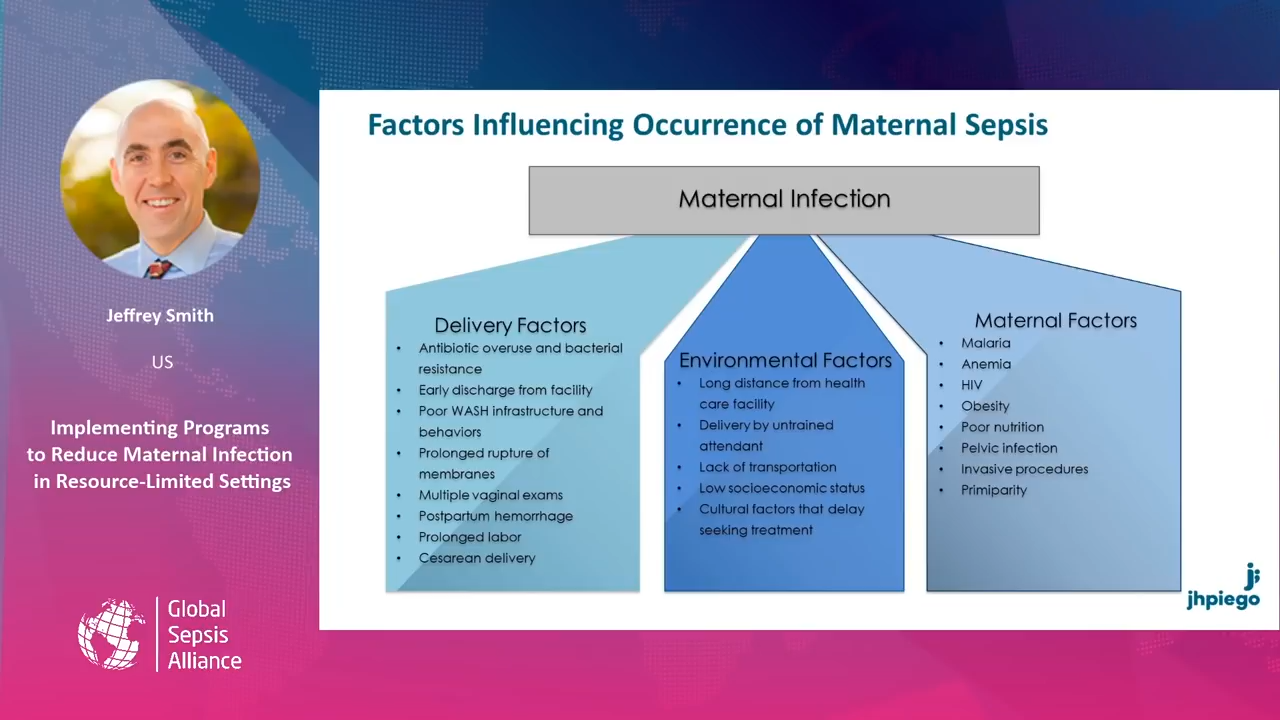 Jeffrey Smith
US
Implementing Programs
to Reduce Maternal Infection
in Resource-Limited Settings
Global
Sepsis
Alliance
Factors Influencing Occurrence of Maternal Sepsis
Maternal Infection
Delivery Factors
• Antibiotic overuse and bacterial
resistance
• Early discharge from facility
• Poor WASH infrastructure and
behaviors
• Prolonged rupture of
membranes
• Multiple vaginal exams
• Postpartum hemorrhage
• Prolonged labor
• Cesarean delivery
Environmental Factors
• Long distance from health
care facility
• Delivery by untrained
attendant
• Lack of transportation
• Low socioeconomic status
• Cultural factors that delay
seeking treatment
Maternal Factors
• Malaria
• Anemia
• HIV
• Obesity
• Poor nutrition
• Pelvic infection
• Invasive procedures
• Primiparity
jhpiego